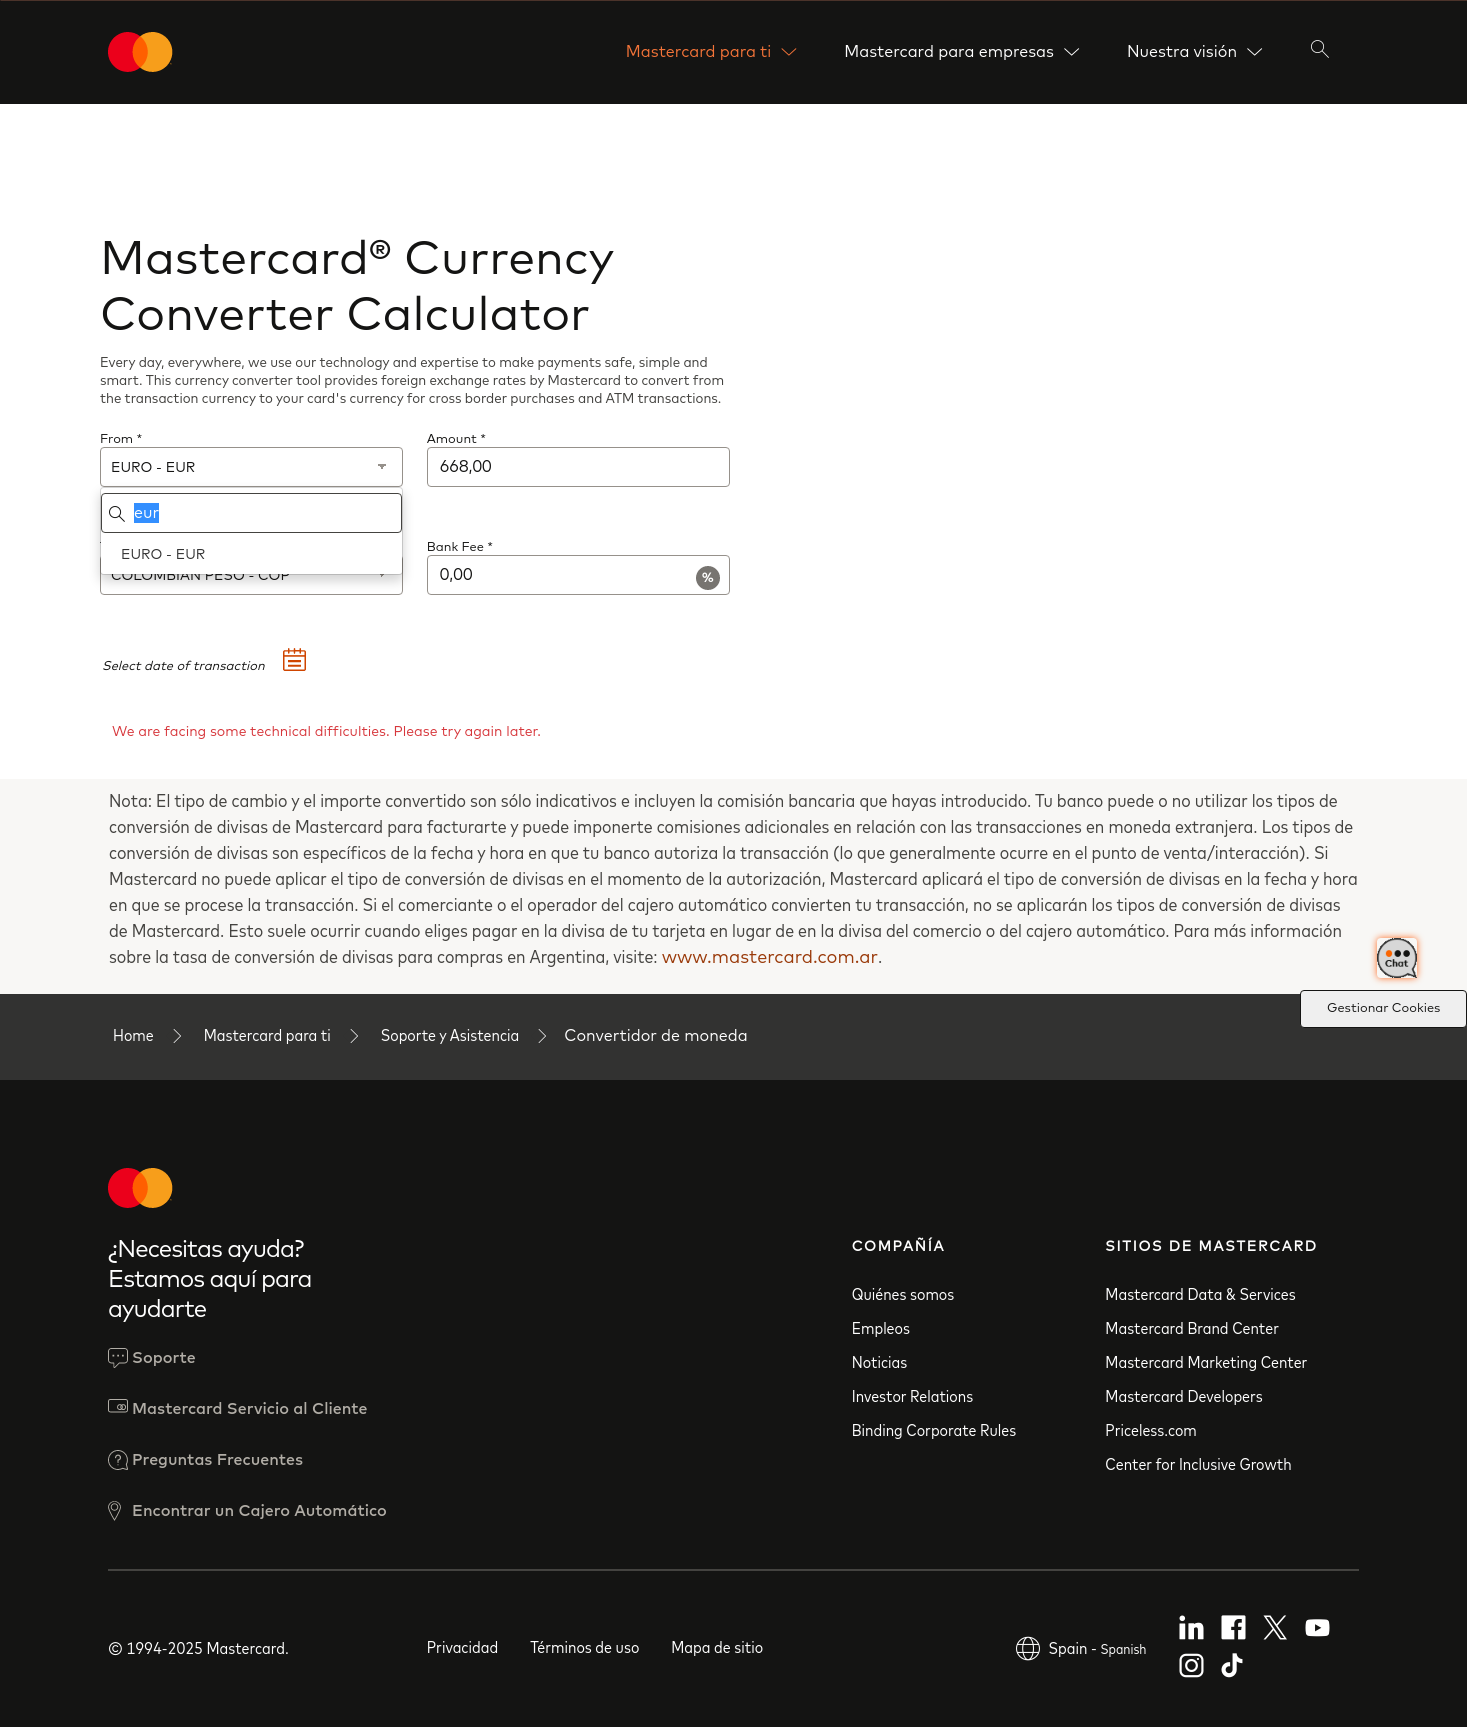 Mastercard para ti
Mastercard para empresas
Nuestra visión
Mastercard® Currency
Converter Calculator
Every day, everywhere, we use our technology and expertise to make payments safe, simple and
smart. This currency converter tool provides foreign exchange rates by Mastercard to convert from
the transaction currency to your card's currency for cross border purchases and ATM transactions.
From *
Amount *
EURO - EUR
668,00
eur
EURO - EUR
Bank Fee *
COLOMBIAN PESO - COP
0,00
%
Select date of transaction
We are facing some technical difficulties. Please try again later.
Nota: El tipo de cambio y el importe convertido son sólo indicativos e incluyen la comisión bancaria que hayas introducido. Tu banco puede o no utilizar los tipos de
conversión de divisas de Mastercard para facturarte y puede imponerte comisiones adicionales en relación con las transacciones en moneda extranjera. Los tipos de
conversión de divisas son específicos de la fecha y hora en que tu banco autoriza la transacción (lo que generalmente ocurre en el punto de venta/interacción). Si
Mastercard no puede aplicar el tipo de conversión de divisas en el momento de la autorización, Mastercard aplicará el tipo de conversión de divisas en la fecha y hora
en que se procese la transacción. Si el comerciante o el operador del cajero automático convierten tu transacción, no se aplicarán los tipos de conversión de divisas
de Mastercard. Esto suele ocurrir cuando eliges pagar en la divisa de tu tarjeta en lugar de en la divisa del comercio o del cajero automático. Para más información
sobre la tasa de conversión de divisas para compras en Argentina, visite: www.mastercard.com.ar.
Chat
Gestionar Cookies
Home
Mastercard para ti
Soporte y Asistencia
Convertidor de moneda
¿Necesitas ayuda?
Estamos aquí para
ayudarte
Soporte
Mastercard Servicio al Cliente
Preguntas Frecuentes
Encontrar un Cajero Automático
COMPAÑÍA
Quiénes somos
Empleos
Noticias
Investor Relations
Binding Corporate Rules
SITIOS DE MASTERCARD
Mastercard Data & Services
Mastercard Brand Center
Mastercard Marketing Center
Mastercard Developers
Priceless.com
Center for Inclusive Growth
© 1994-2025 Mastercard.
Privacidad
Términos de uso
Mapa de sitio
Spain - Spanish